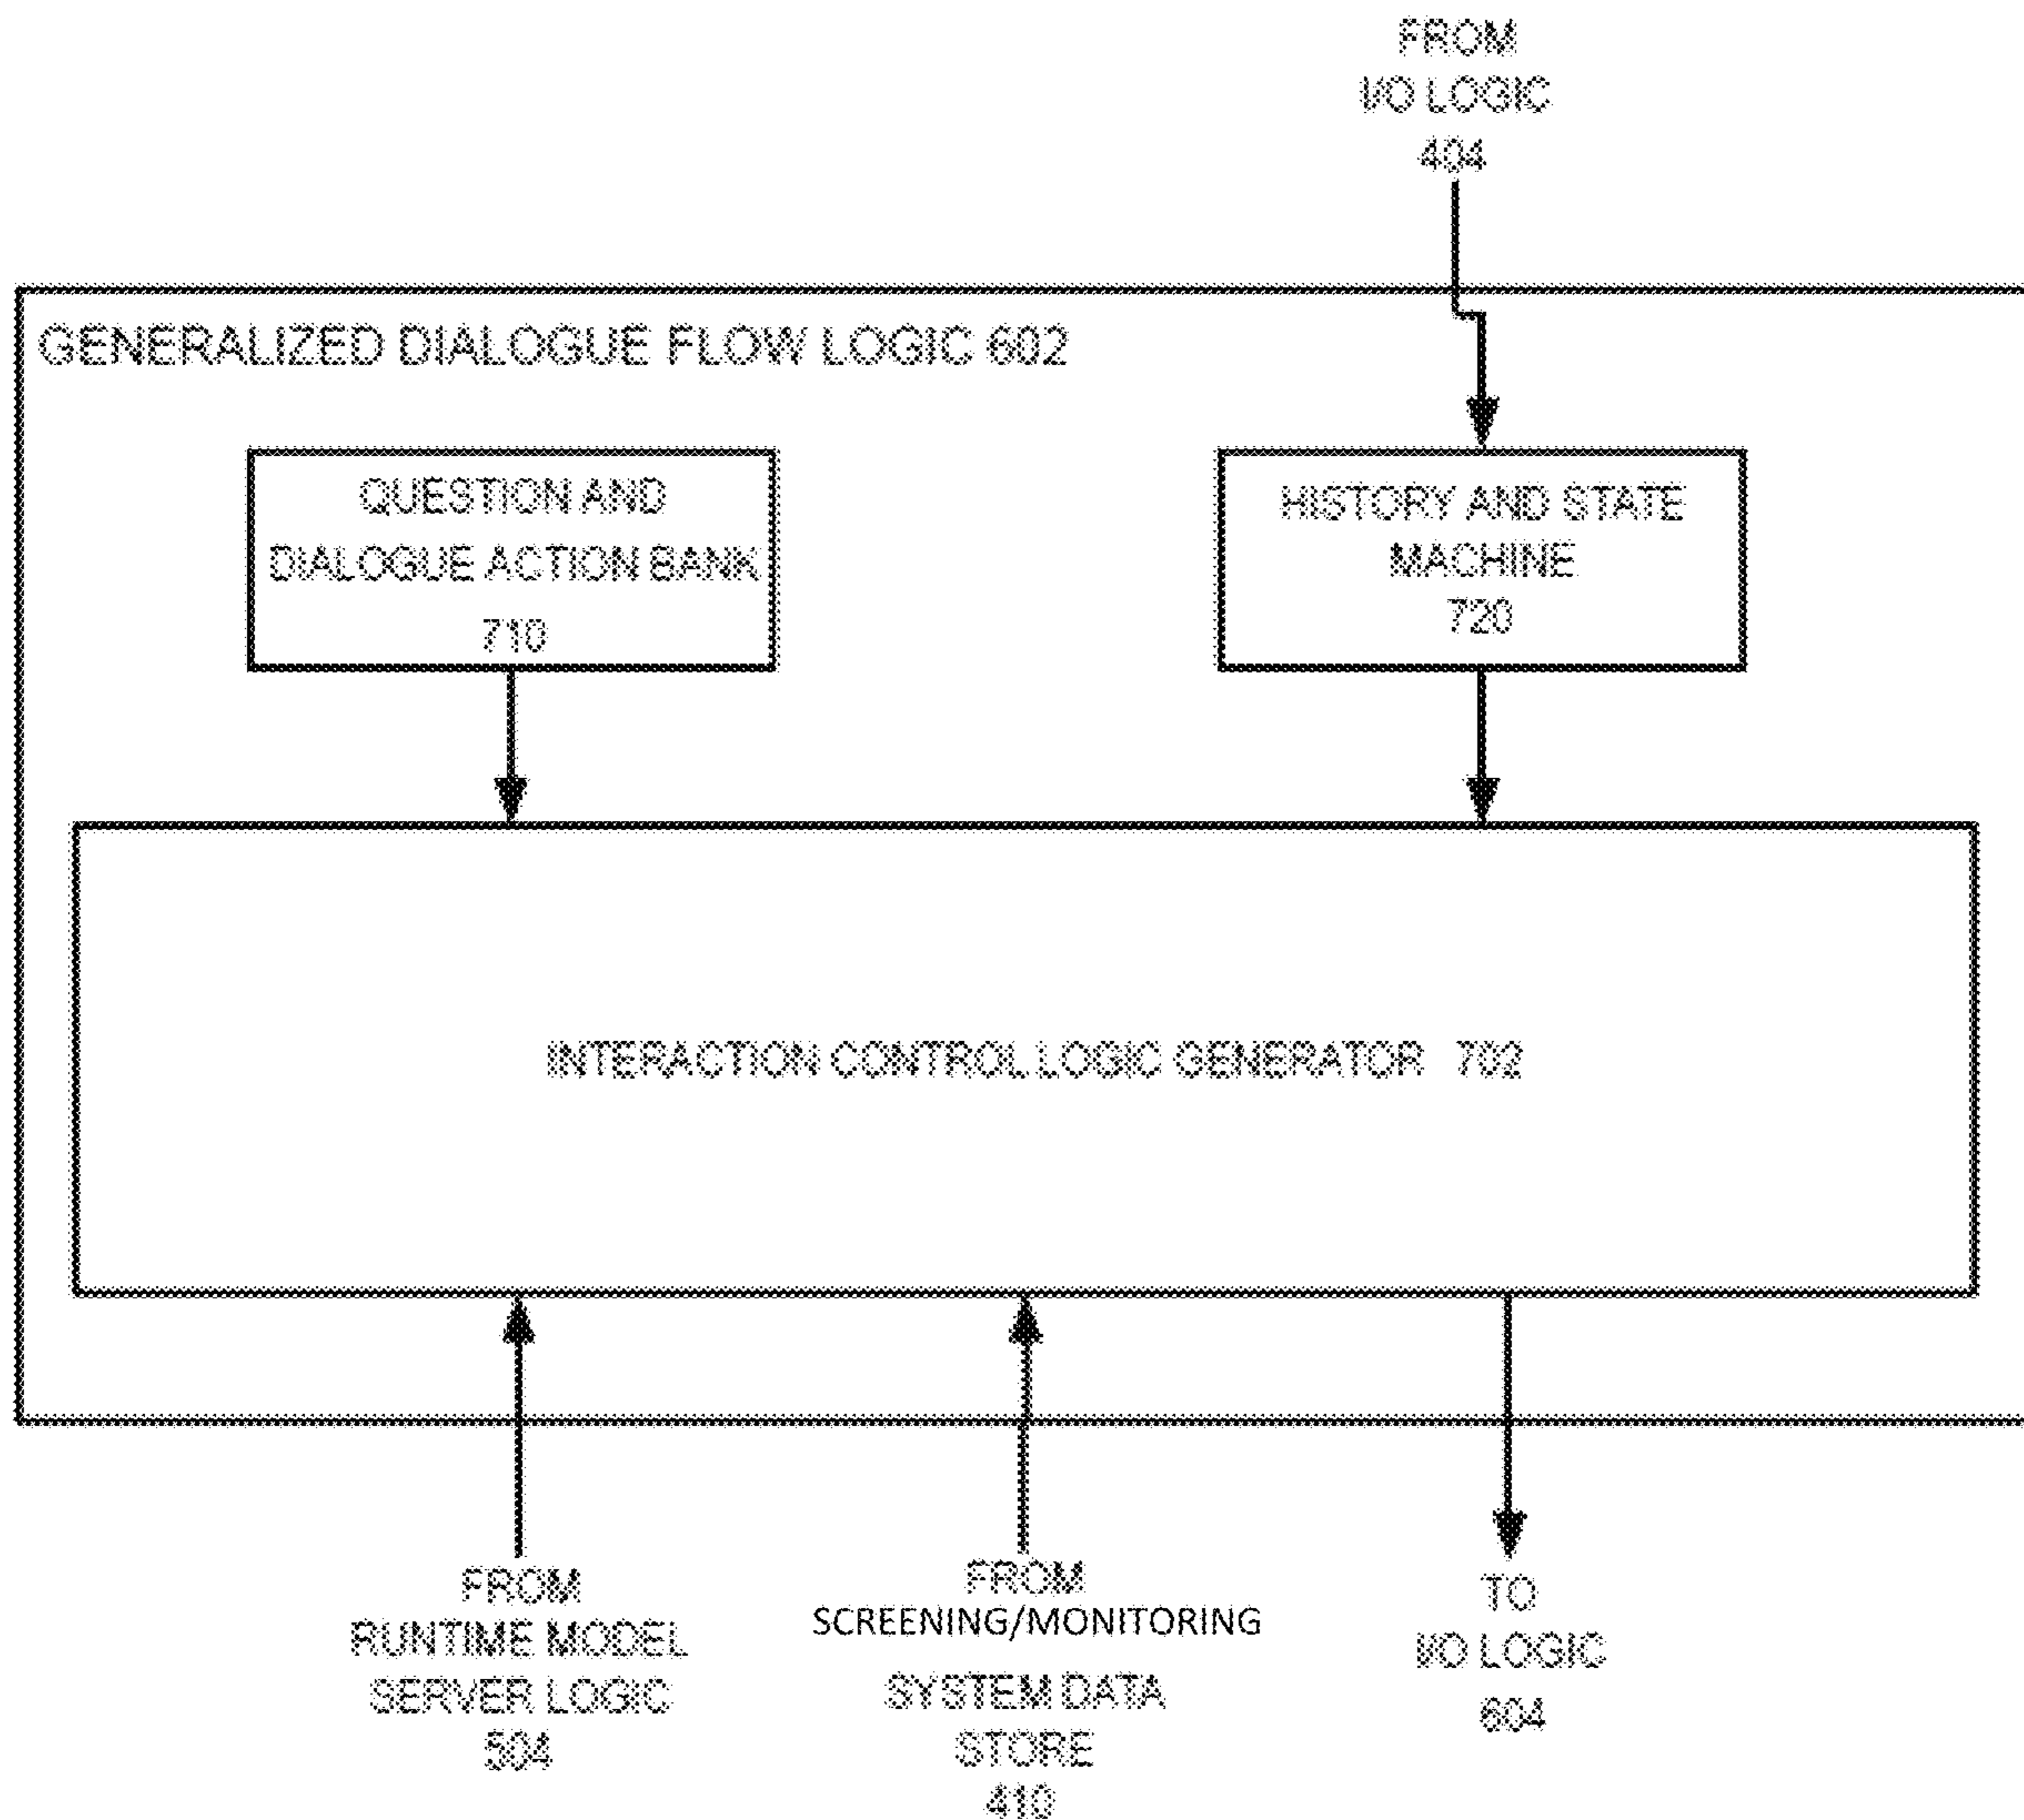 FROM
I/O LOGIC
404
GENERALIZED DIALOGUE FLOW LOGIC 602
QUESTION AND
DIALOGUE ACTION BANK
710
HISTORY AND STATE
MACHINE
720
INTERACTION CONTROL LOGIC GENERATOR 702
FROM
RUNTIME MODEL
SERVER LOGIC
504
FROM
SCREENING/MONITORING
SYSTEM DATA
STORE
410
TO
I/O LOGIC
604